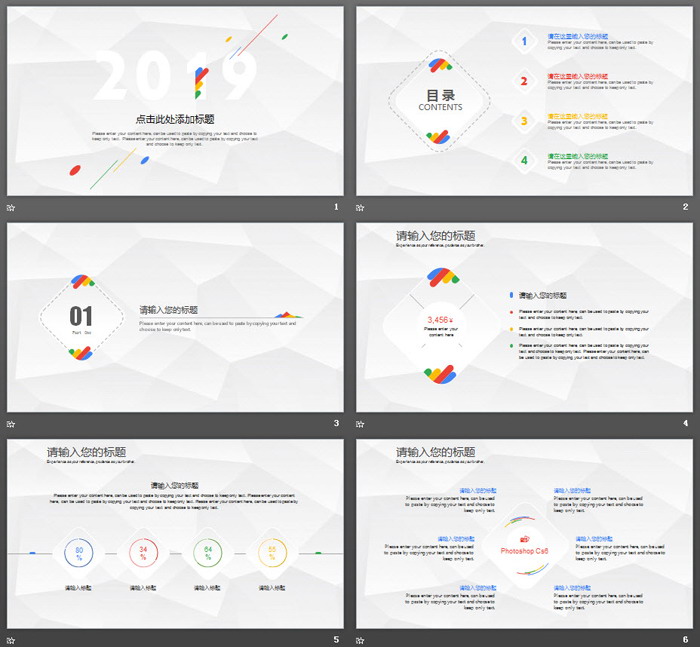 2019
点击此处添加标题
Please enter your content here, can be used to paste by copying your text and choose to
keep only text. Please enter your content here, can be used to paste by copying your
text and choose to keep only text.
1
目录
CONTENTS
1
请在这里输入您的标题
Please enter your content here, can be used to paste by
copying your text and choose to keep only text.
2
请在这里输入您的标题
Please enter your content here, can be used to paste by
copying your text and choose to keep only text.
3
请在这里输入您的标题
Please enter your content here, can be used to paste by
copying your text and choose to keep only text.
4
请在这里输入您的标题
Please enter your content here, can be used to paste by
copying your text and choose to keep only text.
2
01
Part One
请输入您的标题
Please enter your content here, can be used to paste by copying your text and
choose to keep only text.
3
请输入您的标题
3,456
Please enter your
content here
请输入您的标题
Please enter your content here, can be used to paste by copying your
text and choose to keep only text.
Please enter your content here, can be used to paste by copying your
text and choose to keep only text.
Please enter your content here, can be used to paste by copying your text
and choose to keep only text. Please enter your content here, can
be used to paste by copying your text and choose to keep only text.
4
请输入您的标题
请输入您的标题
Please enter your content here, can be used to paste by copying your text and choose to keep only text. Please enter your content
here, can be used to paste by copying your text and choose to keep only text. Please enter your content here, can be used to paste by
copying your text and choose to keep only text.
80
%
34
%
64
%
55
%
请输入标题
请输入标题
请输入标题
请输入标题
5
请输入您的标题
请输入您的标题
Please enter your content here, can be used
to paste by copying your text and choose to
keep only text.
请输入您的标题
Please enter your content here, can be used
to paste by copying your text and choose to
keep only text.
请输入您的标题
Please enter your content here, can be used
to paste by copying your text and choose to
keep only text.
Photoshop Cs6
请输入您的标题
Please enter your content here, can be used
to paste by copying your text and choose to
keep only text.
请输入您的标题
Please enter your content here, can be used
to paste by copying your text and choose to
keep only text.
请输入您的标题
Please enter your content here, can be used
to paste by copying your text and choose to
keep only text.
6